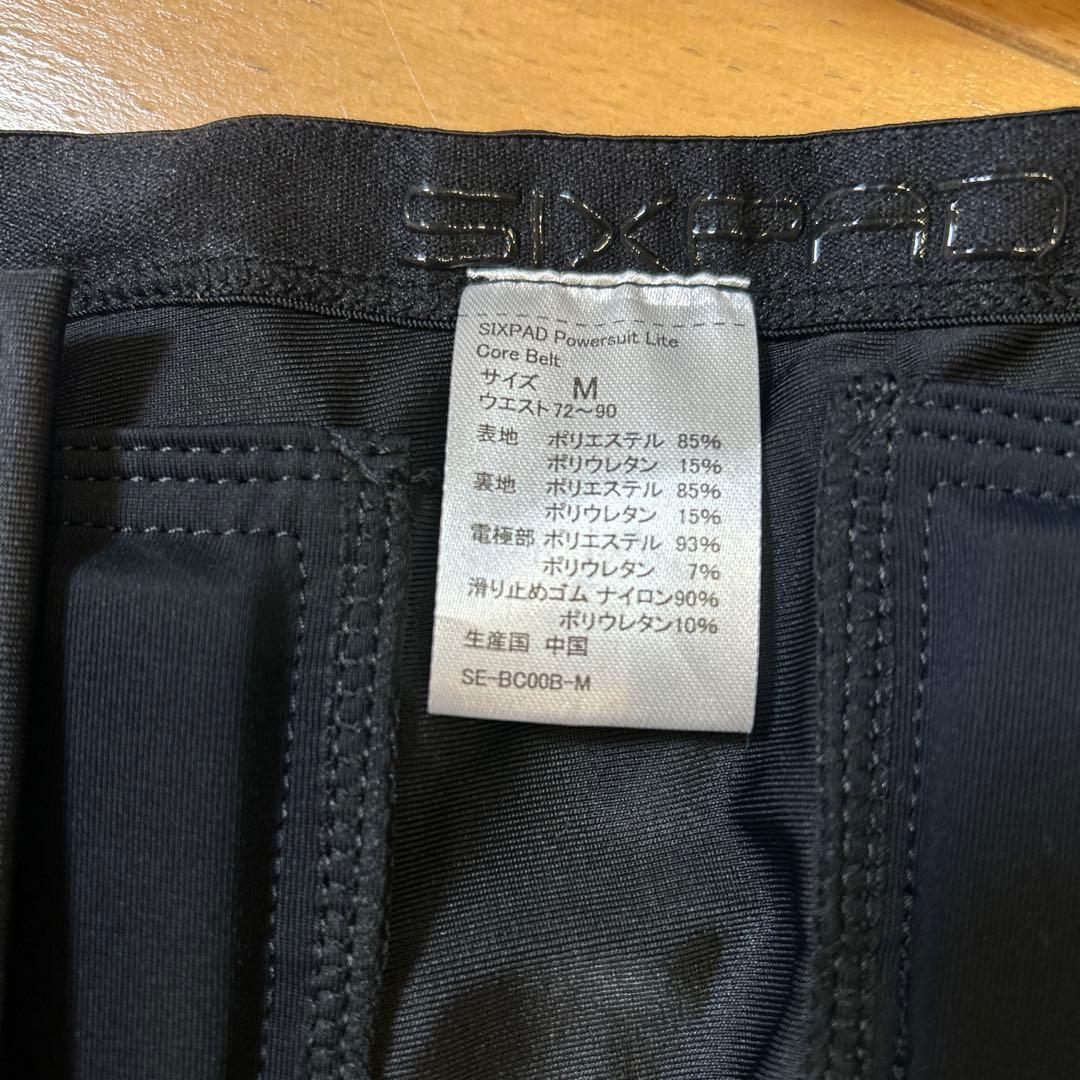 SIXPAD
SIXPAD Powersuit Lite
Core Belt
サイズ M
ウエスト72～90
表地 ポリエステル 85%
ポリウレタン 15%
裏地 ポリエステル 85%
ポリウレタン 15%
電極部 ポリエステル 93%
ポリウレタン 7%
滑り止めゴム ナイロン90%
ポリウレタン10%
生産国 中国
SE-BC00B-M